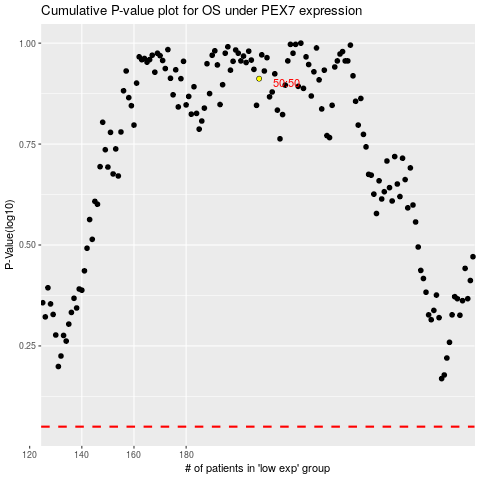 Cumulative P-value plot for OS under PEX7 expression
P-Value(log10)
1.00
0.75
0.50
0.25
50:50
120 140 160 180
# of patients in 'low exp' group